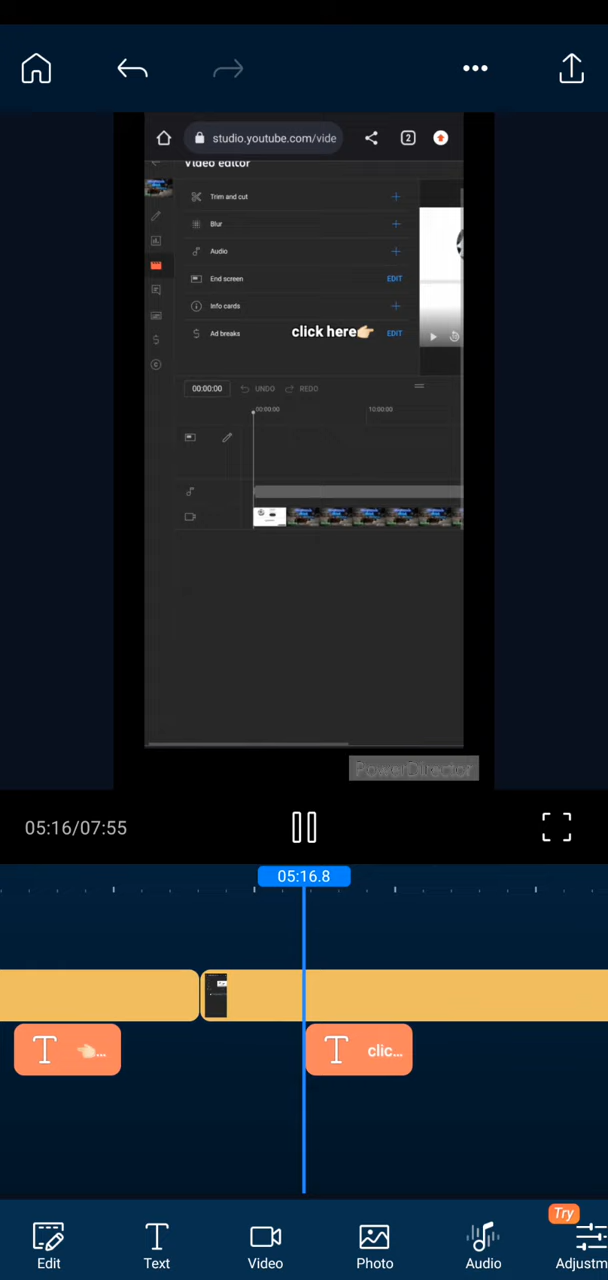 studio.youtube.com/vide
2
Video editor
Trim and cut
Blur
Audio
End screen EDIT
Info cards
Ad breaks click here👉🏼 EDIT
00:00:00 UNDO REDO
00:00:00 10:00:00
PowerDirector
05:16/07:55
05:16.8
T 👈🏼... T clic...
Try
Edit Text Video Photo Audio Adjustm